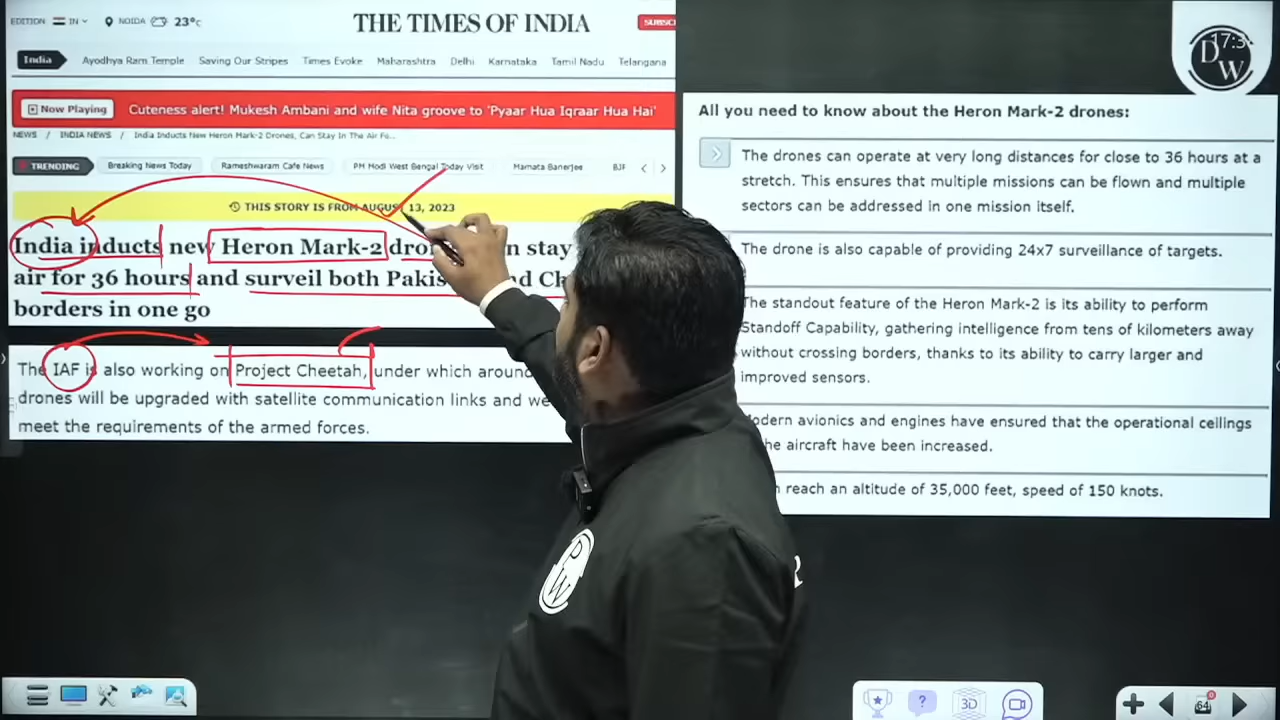 EDITION IN NOIDA 23°C
THE TIMES OF INDIA
India Ayodhya Ram Temple Saving Our Stripes Times Evoke Maharashtra Delhi Karnataka Tamil Nadu Telangana
Now Playing Cuteness alert! Mukesh Ambani and wife Nita groove to 'Pyaar Hua Iqraar Hua Hai'
NEWS / INDIA NEWS / India Inducts New Heron Mark-2 Drones, Can Stay In The Air Fo...
TRENDING Breaking News Today Rameshwaram Cafe News PM Modi West Bengal Today Visit Mamata Banerjee
THIS STORY IS FROM AUGUST 13, 2023
India inducts new Heron Mark-2 stay
air for 36 hours and surveil both
borders in one go
The IAF is also working on Project Cheetah, under which around
drones will be upgraded with satellite communication links and
meet the requirements of the armed forces.
DW
All you need to know about the Heron Mark-2 drones:
The drones can operate at very long distances for close to 36 hours at a
stretch. This ensures that multiple missions can be flown and multiple
sectors can be addressed in one mission itself.
The drone is also capable of providing 24x7 surveillance of targets.
The standout feature of the Heron Mark-2 is its ability to perform
Standoff Capability, gathering intelligence from tens of kilometers away
without crossing borders, thanks to its ability to carry larger and
improved sensors.
avionics and engines have ensured that the operational ceilings
aircraft have been increased.
reach an altitude of 35,000 feet, speed of 150 knots.
PW
3D
64